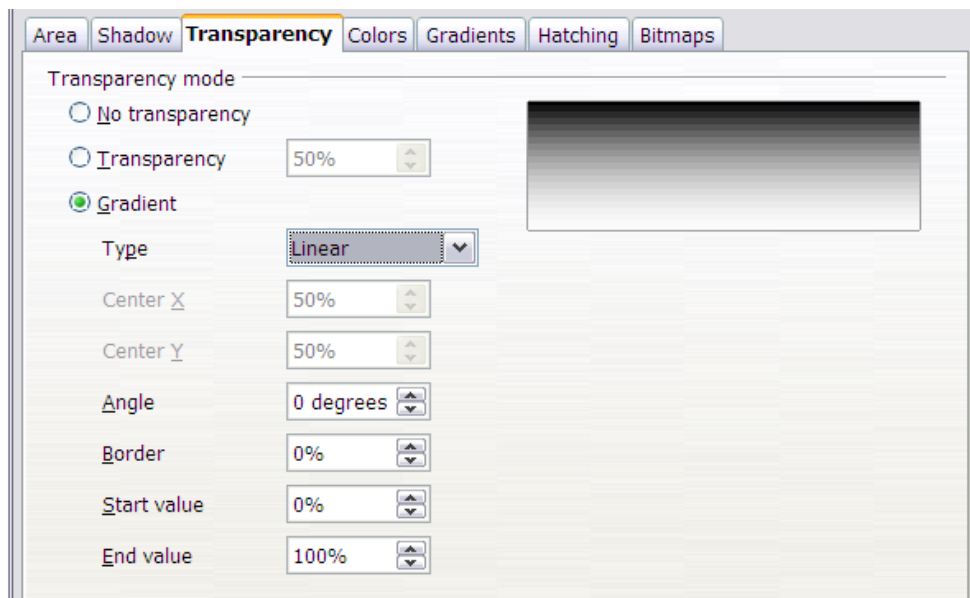 Area Shadow Transparency Colors Gradients Hatching Bitmaps
Transparency mode
No transparency
Transparency 50%
Gradient
Type Linear
Center X 50%
Center Y 50%
Angle 0 degrees
Border 0%
Start value 0%
End value 100%